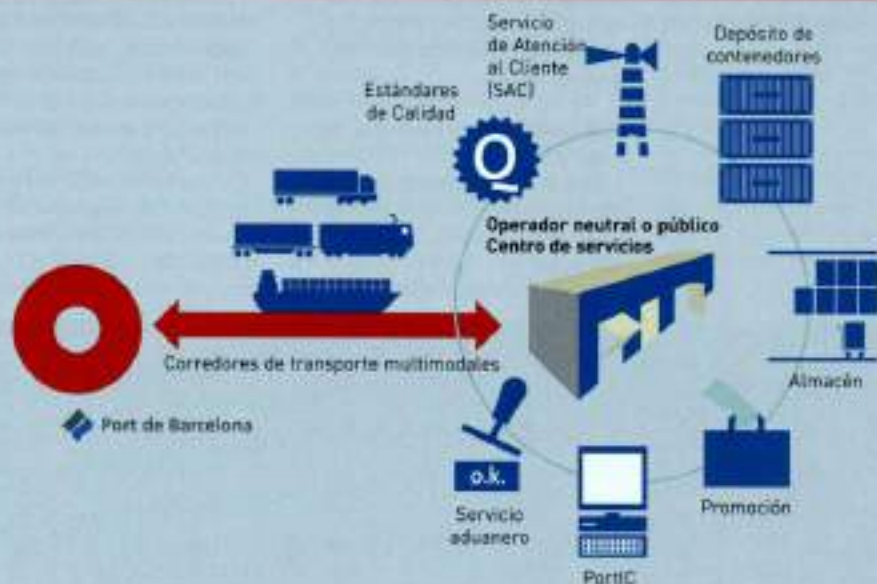 Servicio
de Atención
al Cliente
(SAC)
Depósito de
contenedores
Estándares
de Calidad
Q
Operador neutral o público
Centro de servicios
Corredores de transporte multimodales
Almacén
Port de Barcelona
o.k.
Servicio
aduanero
Promoción
PortIC